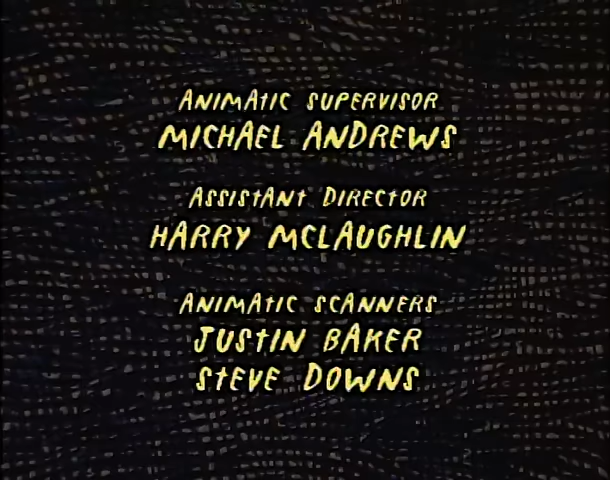 ANIMATIC SUPERVISOR
MICHAEL ANDREWS
ASSISTANT DIRECTOR
HARRY MCLAUGHLIN
ANIMATIC SCANNERS
JUSTIN BAKER
STEVE DOWNS